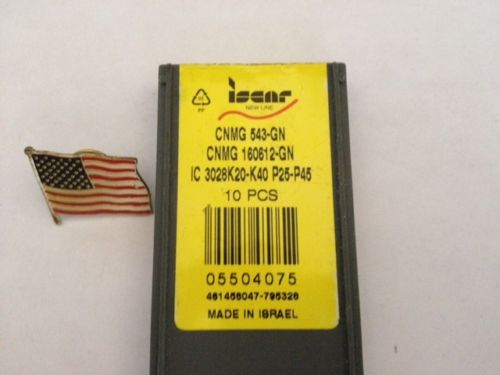 iscar
NEW LINE
PP
CNMG 543-GN
CNMG 160612-GN
IC 3028K20-K40 P25-P45
10 PCS
05504075
461468047-795326
MADE IN ISRAEL